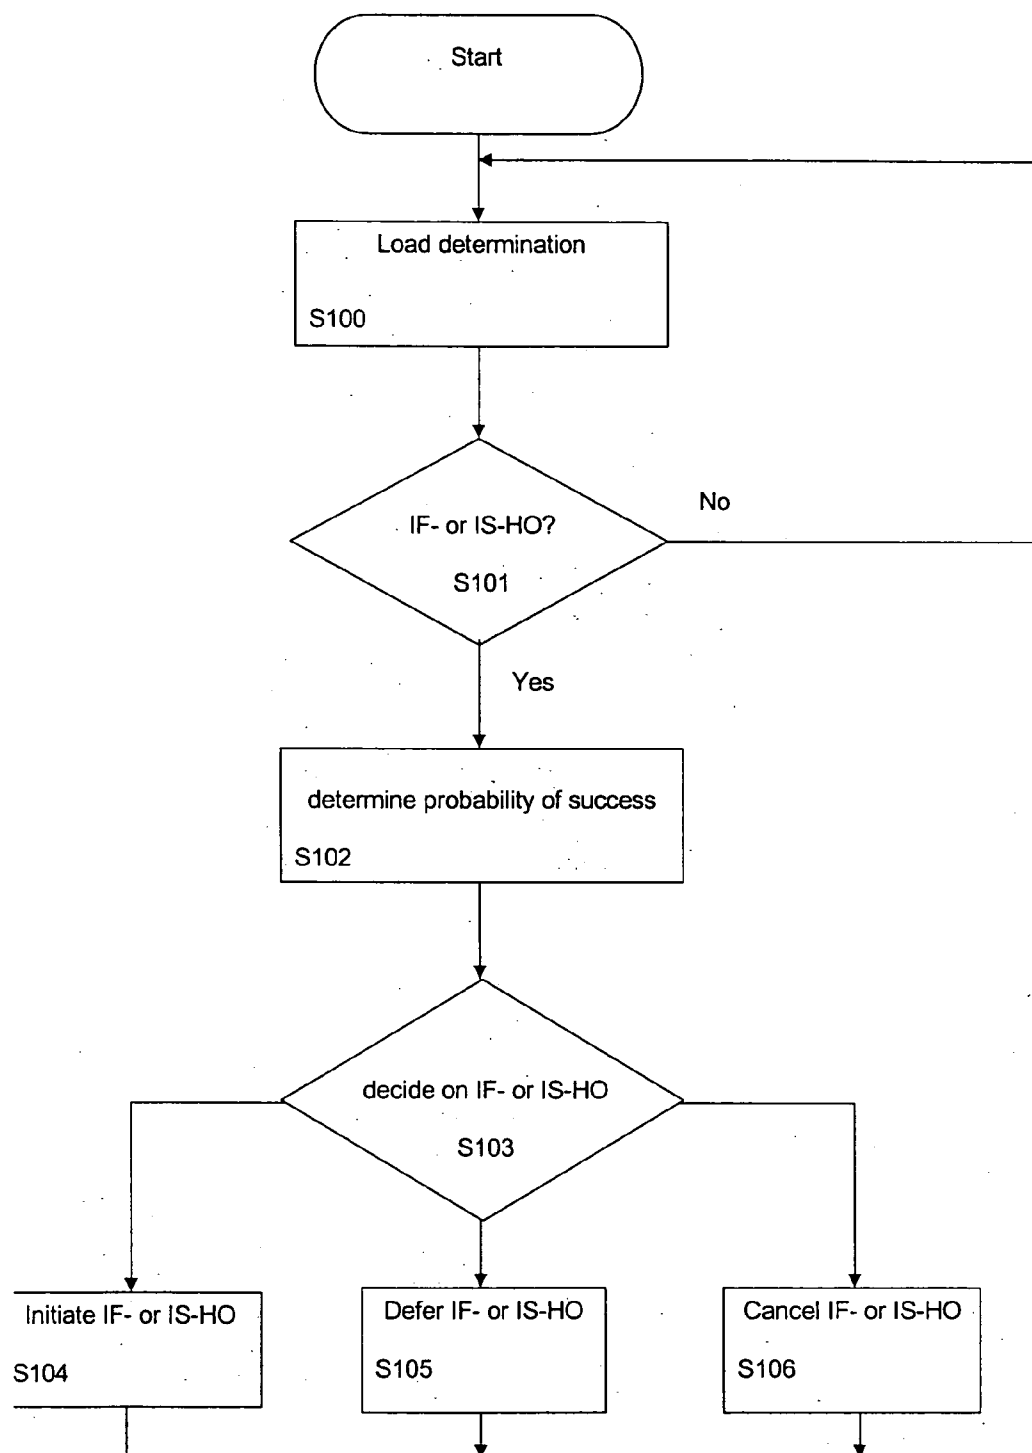 Start
Load determination
S100
No
IF- or IS-HO?
S101
Yes
determine probability of success
S102
decide on IF- or IS-HO
S103
Initiate IF- or IS-HO
S104
Defer IF- or IS-HO
S105
Cancel IF- or IS-HO
S106